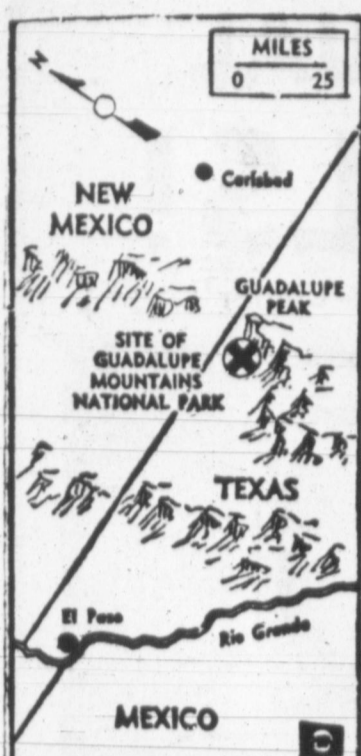 MILES
0 25
N
Carlsbad
NEW
MEXICO
GUADALUPE
PEAK
SITE OF
GUADALUPE
MOUNTAINS
NATIONAL PARK
TEXAS
El Paso
Rio Grande
MEXICO